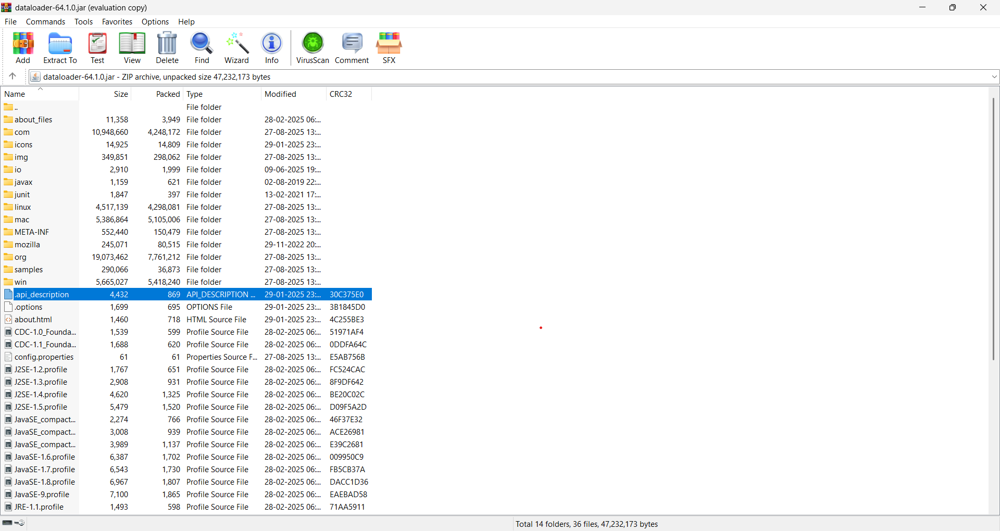 dataloader-64.1.0.jar (evaluation copy)
File Commands Tools Favorites Options Help
Add Extract To Test View Delete Find Wizard Info VirusScan Comment SFX
dataloader-64.1.0.jar - ZIP archive, unpacked size 47,232,173 bytes
Name Size Packed Type Modified CRC32
.. File folder
about_files 11,358 3,949 File folder 28-02-2025 06:...
com 10,948,660 4,248,172 File folder 27-08-2025 13:...
icons 14,925 14,809 File folder 29-01-2025 23:...
img 349,851 298,062 File folder 27-08-2025 13:...
io 2,910 1,999 File folder 09-06-2025 19:...
javax 1,159 621 File folder 02-08-2019 22:...
junit 1,847 397 File folder 13-02-2021 17:...
linux 4,517,139 4,298,081 File folder 27-08-2025 13:...
mac 5,386,864 5,105,006 File folder 27-08-2025 13:...
META-INF 552,440 150,479 File folder 27-08-2025 13:...
mozilla 245,071 80,515 File folder 29-11-2022 20:...
org 19,073,462 7,761,212 File folder 27-08-2025 13:...
samples 290,066 36,873 File folder 27-08-2025 13:...
win 5,665,027 5,418,240 File folder 27-08-2025 13:...
.api_description 4,432 869 API_DESCRIPTION ... 29-01-2025 23:... 30C375E0
.options 1,699 695 OPTIONS File 29-01-2025 23:... 3B1845D0
about.html 1,460 718 HTML Source File 29-01-2025 23:... 4C255BE3
CDC-1.0_Founda... 1,539 599 Profile Source File 28-02-2025 06:... 51971AF4
CDC-1.1_Founda... 1,688 620 Profile Source File 28-02-2025 06:... 0DDFA64C
config.properties 61 61 Properties Source F... 27-08-2025 13:... E5AB756B
J2SE-1.2.profile 1,767 651 Profile Source File 28-02-2025 06:... FC524CAC
J2SE-1.3.profile 2,908 931 Profile Source File 28-02-2025 06:... 8F9DF642
J2SE-1.4.profile 4,620 1,325 Profile Source File 28-02-2025 06:... BE20C02C
J2SE-1.5.profile 5,479 1,520 Profile Source File 28-02-2025 06:... D09F5A2D
JavaSE_compact... 2,274 766 Profile Source File 28-02-2025 06:... 46F37E32
JavaSE_compact... 3,008 939 Profile Source File 28-02-2025 06:... ACE26981
JavaSE_compact... 3,989 1,137 Profile Source File 28-02-2025 06:... E39C2681
JavaSE-1.6.profile 6,387 1,702 Profile Source File 28-02-2025 06:... 009950C9
JavaSE-1.7.profile 6,543 1,730 Profile Source File 28-02-2025 06:... FB5CB37A
JavaSE-1.8.profile 6,967 1,807 Profile Source File 28-02-2025 06:... DACC1D36
JavaSE-9.profile 7,100 1,865 Profile Source File 28-02-2025 06:... EAEBAD58
JRE-1.1.profile 1,493 598 Profile Source File 28-02-2025 06:... 71AA5911
Total 14 folders, 36 files, 47,232,173 bytes